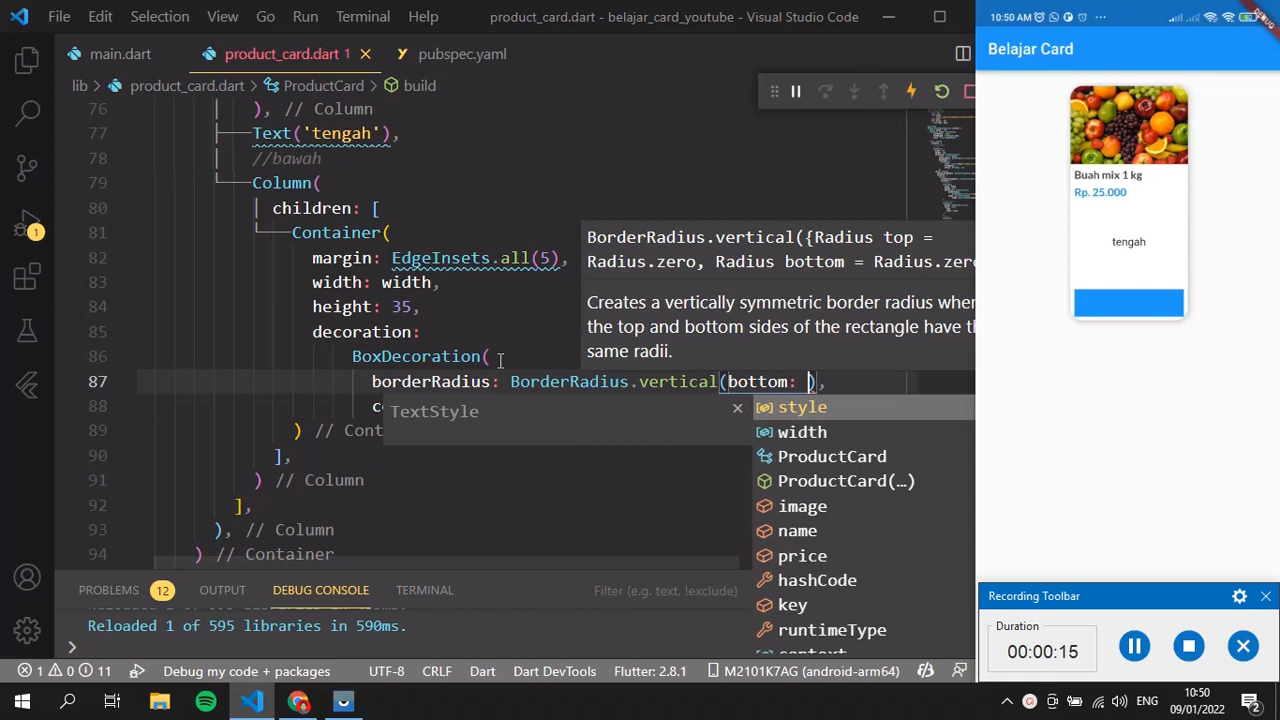 File Edit Selection View Go Run Terminal Help product_card.dart - belajar_card_youtube - Visual Studio Code
main.dart product_card.dart 1 pubspec.yaml
lib > product_card.dart > ProductCard > build
76 ), // Column
77 Text('tengah'),
78 //bawah
79 Column(
80 children: [
81 Container(
82 margin: EdgeInsets.all(5),
83 width: width,
84 height: 35,
85 decoration:
86 BoxDecoration(
87 borderRadius: BorderRadius.vertical(bottom: ),
88 c
89 ) // Cont
90 ],
91 ) // Column
92 ],
93 ), // Column
94 ) // Container
BorderRadius.vertical({Radius top =
Radius.zero, Radius bottom = Radius.zero
Creates a vertically symmetric border radius where
the top and bottom sides of the rectangle have th
same radii.
TextStyle
style
width
ProductCard
ProductCard(…)
image
name
price
hashCode
key
runtimeType
context
PROBLEMS 12 OUTPUT DEBUG CONSOLE TERMINAL Filter (e.g. text, !exclude)
Reloaded 1 of 595 libraries in 590ms.
1 0 11 Debug my code + packages UTF-8 CRLF Dart Dart DevTools Flutter: 2.8.1 M2101K7AG (android-arm64)
10:50 AM
DEBUG
Belajar Card
Buah mix 1 kg
Rp. 25.000
tengah
Recording Toolbar
Duration
00:00:15
ENG
10:50
09/01/2022
2